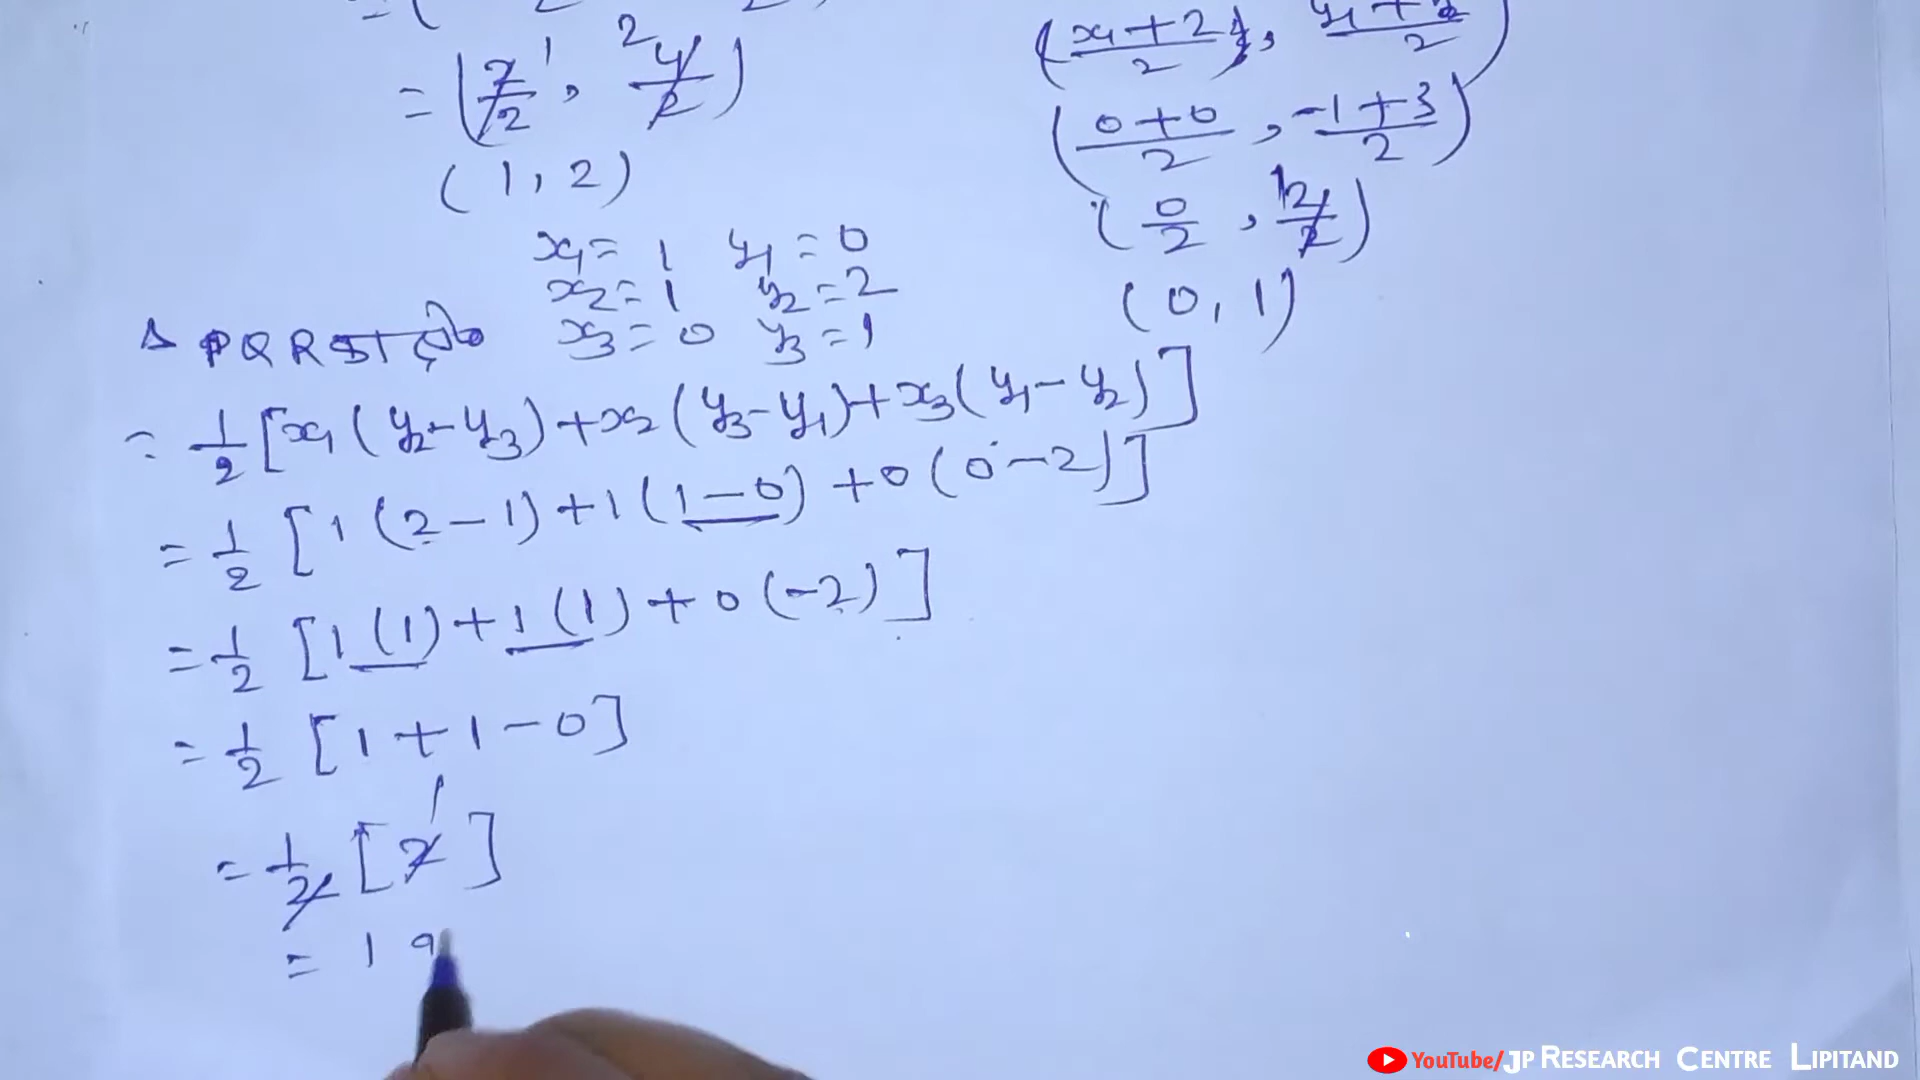 = (2/2, 4/2)
(1, 2)
(x1+2/2, y1+2/2)
(0+0/2, -1+3/2)
(0/2, 2/2)
(0, 1)
x1 = 1 y1 = 0
x2 = 1 y2 = 2
x3 = 0 y3 = 1
Δ PQR
= 1/2 [x1 (y2-y3) + x2 (y3-y1) + x3 (y1-y2)]
= 1/2 [1 (2-1) + 1 (1-0) + 0 (0-2)]
= 1/2 [1 (1) + 1 (1) + 0 (-2)]
= 1/2 [1+1-0]
= 1/2 [2]
= 1
YouTube/JP RESEARCH CENTRE LIPITAND